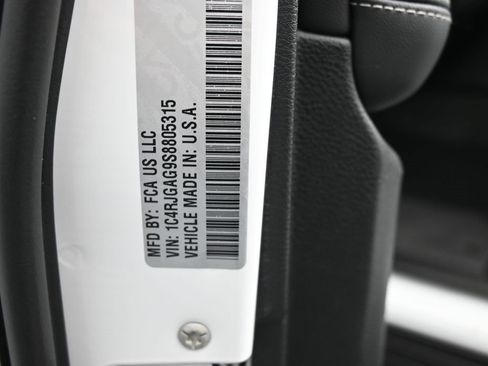 MFD BY: FCA US LLC
VIN: 1C4RJGAG9S8805315
VEHICLE MADE IN: U.S.A.